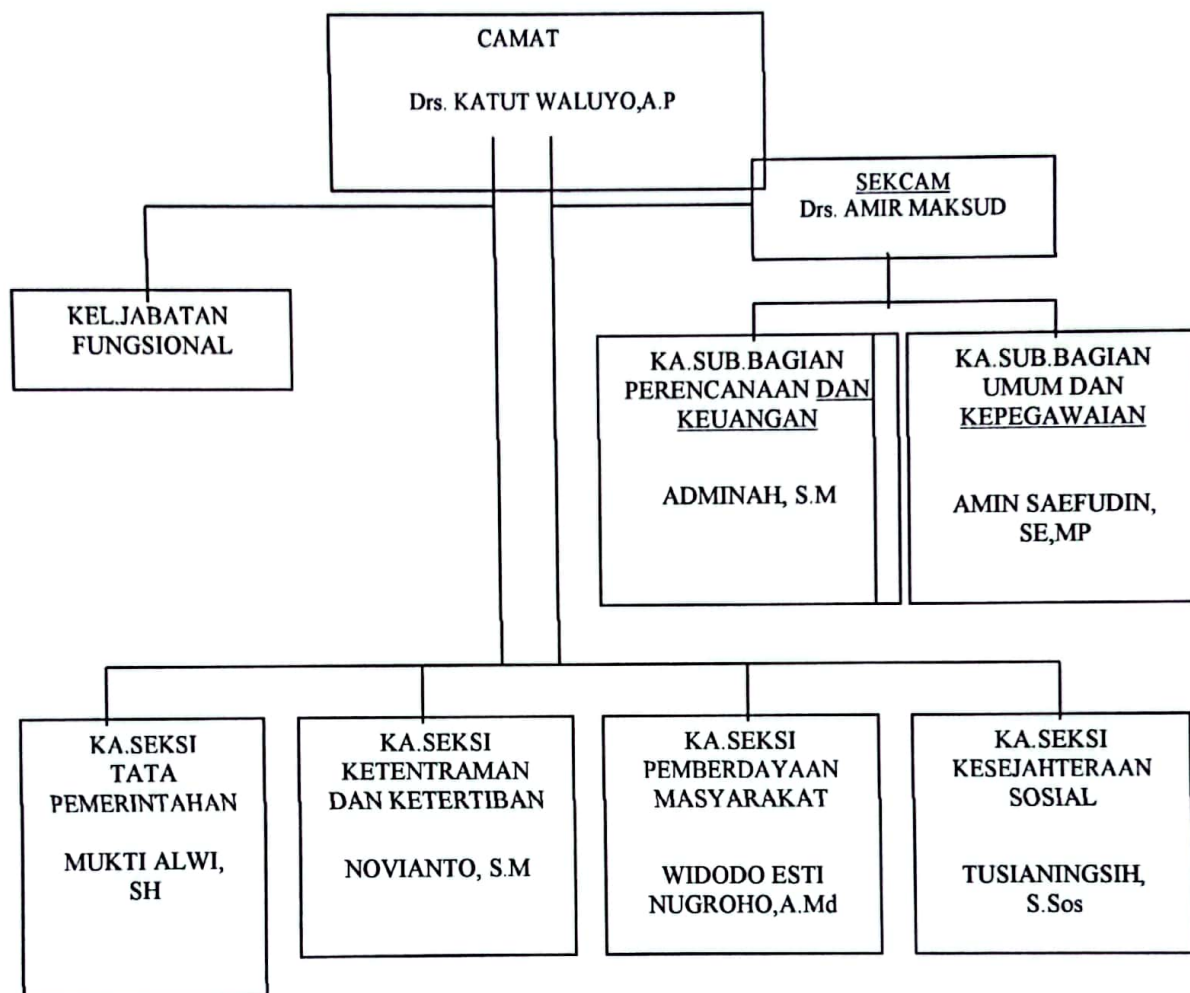 CAMAT
Drs. KATUT WALUYO,A.P
SEKCAM
Drs. AMIR MAKSUD
KEL.JABATAN
FUNGSIONAL
KA.SUB.BAGIAN
PERENCANAAN DAN
KEUANGAN
ADMINAH, S.M
KA.SUB.BAGIAN
UMUM DAN
KEPEGAWAIAN
AMIN SAEFUDIN,
SE,MP
KA.SEKSI
TATA
PEMERINTAHAN
MUKTI ALWI,
SH
KA.SEKSI
KETENTRAMAN
DAN KETERTIBAN
NOVIANTO, S.M
KA.SEKSI
PEMBERDAYAAN
MASYARAKAT
WIDODO ESTI
NUGROHO,A.Md
KA.SEKSI
KESEJAHTERAAN
SOSIAL
TUSIANINGSIH,
S.Sos